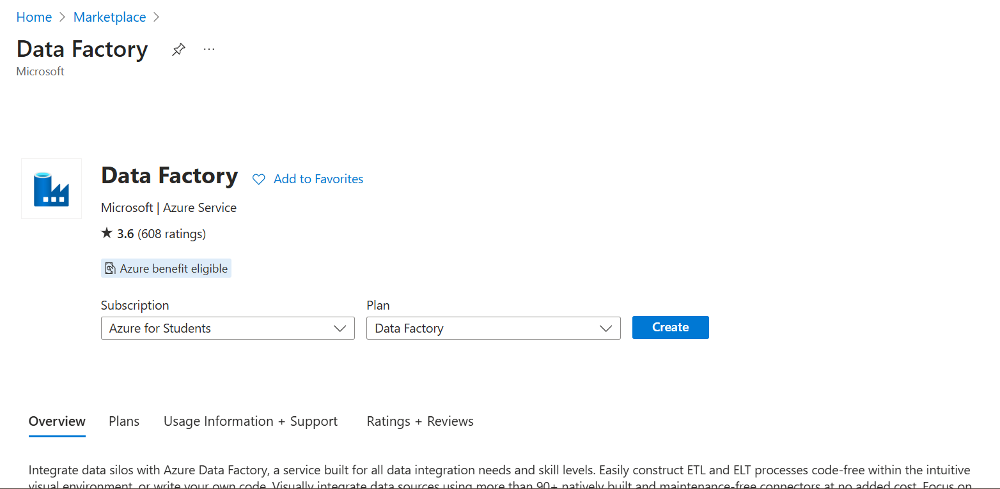 Home > Marketplace >
Data Factory ...
Microsoft
Data Factory Add to Favorites
Microsoft | Azure Service
★ 3.6 (608 ratings)
Azure benefit eligible
Subscription Plan
Azure for Students Data Factory Create
Overview Plans Usage Information + Support Ratings + Reviews
Integrate data silos with Azure Data Factory, a service built for all data integration needs and skill levels. Easily construct ETL and ELT processes code-free within the intuitive
visual environment, or write your own code. Visually integrate data sources using more than 90+ natively built and maintenance-free connectors at no added cost. Focus on